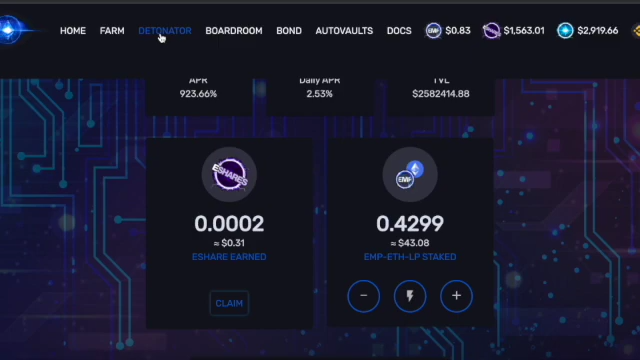 HOME FARM DETONATOR BOARDROOM BOND AUTOVAULTS DOCS EMP $0.83 $1,563.01 $2,919.66
APR Daily APR TVL
923.66% 2.53% $2582414.88
ESHARES EMP
0.0002 0.4299
≈ $0.31 ≈ $43.08
ESHARE EARNED EMP-ETH-LP STAKED
CLAIM − +